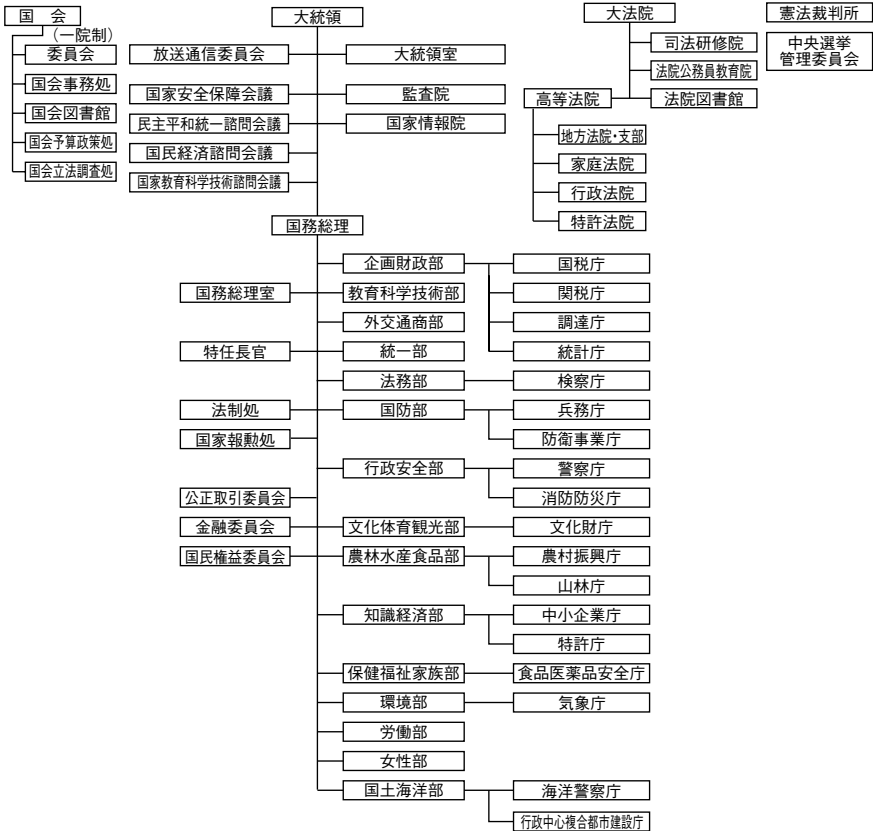 国　会
（一院制）
委員会
国会事務処
国会図書館
国会予算政策処
国会立法調査処
大統領
放送通信委員会
大統領室
国家安全保障会議
監査院
民主平和統一諮問会議
国家情報院
国民経済諮問会議
国家教育科学技術諮問会議
大法院
司法研修院
法院公務員教育院
高等法院
法院図書館
地方法院・支部
家庭法院
行政法院
特許法院
憲法裁判所
中央選挙
管理委員会
国務総理
企画財政部
国税庁
国務総理室
教育科学技術部
関税庁
外交通商部
調達庁
特任長官
統一部
統計庁
法務部
検察庁
法制処
国防部
兵務庁
国家報勲処
防衛事業庁
行政安全部
警察庁
公正取引委員会
消防防災庁
金融委員会
文化体育観光部
文化財庁
国民権益委員会
農林水産食品部
農村振興庁
山林庁
知識経済部
中小企業庁
特許庁
保健福祉家族部
食品医薬品安全庁
環境部
気象庁
労働部
女性部
国土海洋部
海洋警察庁
行政中心複合都市建設庁